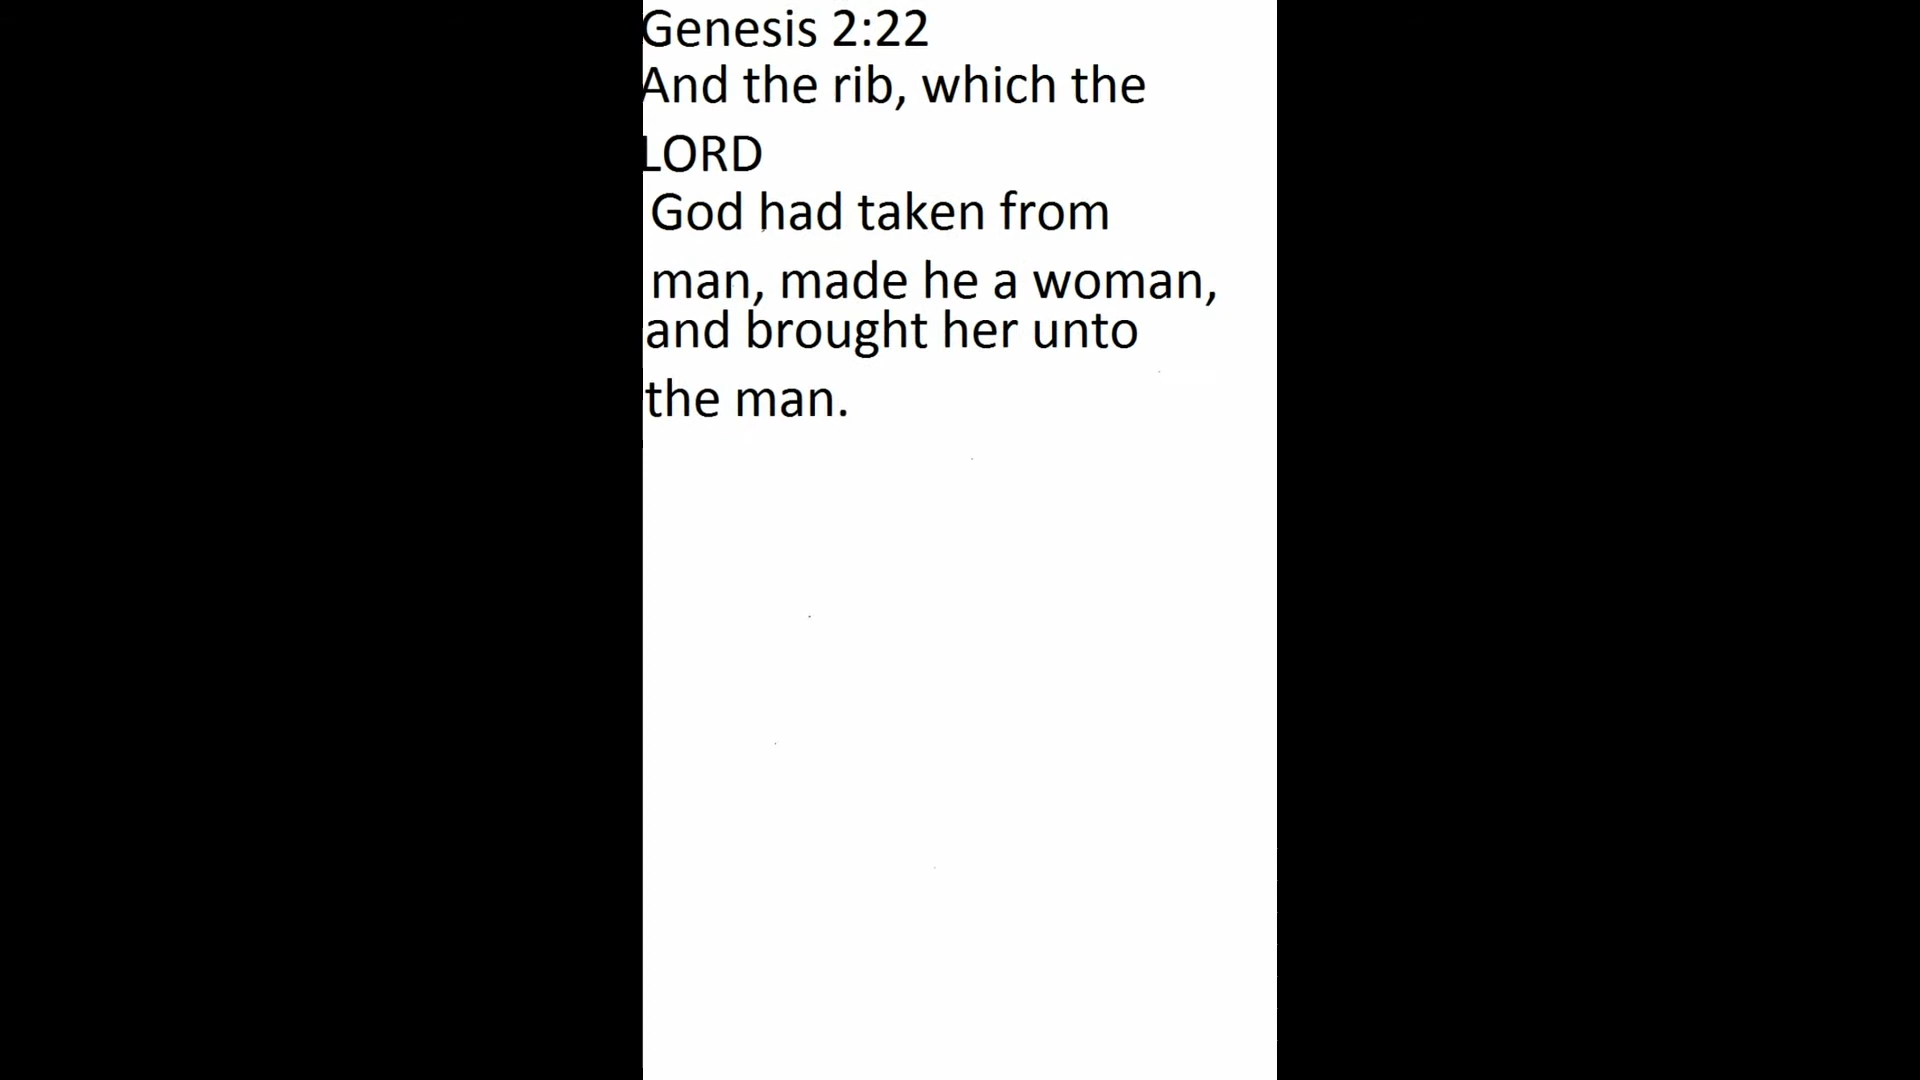 Genesis 2:22
And the rib, which the
LORD
God had taken from
man, made he a woman,
and brought her unto
the man.